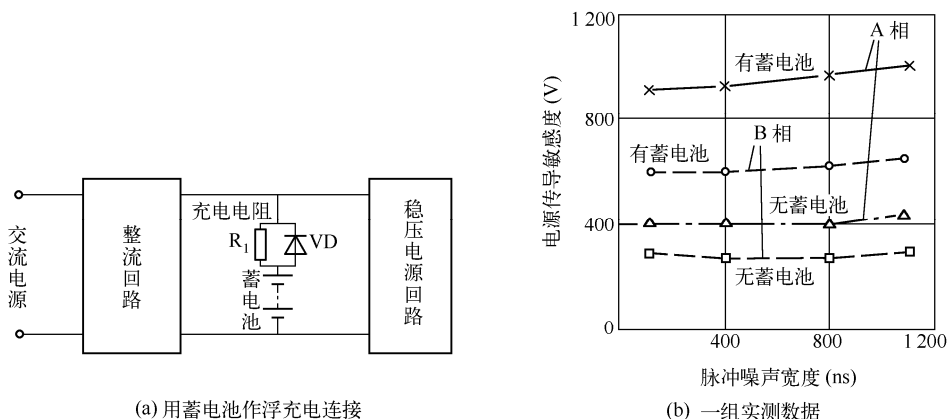 交流电源
整流回路
充电电阻
R₁
VD
蓄电池
稳压电源回路
(a) 用蓄电池作浮充电连接
电源传导敏感度 (V)
1 200
800
400
0
A 相
有蓄电池
B 相
有蓄电池
无蓄电池
无蓄电池
400
800
1 200
脉冲噪声宽度 (ns)
(b) 一组实测数据